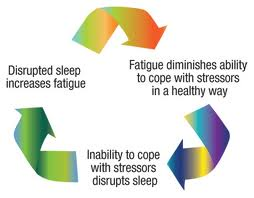 Disrupted sleep
increases fatigue
Fatigue diminishes ability
to cope with stressors
in a healthy way
Inability to cope
with stressors
disrupts sleep